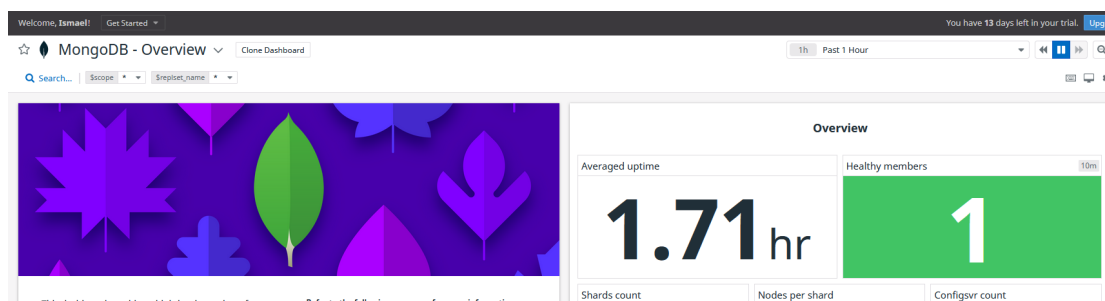 Welcome, Ismael! Get Started You have 13 days left in your trial. Upg
MongoDB - Overview Clone Dashboard 1h Past 1 Hour
Search... $scope * $replset_name *
Overview
Averaged uptime Healthy members 10m
1.71hr 1
Shards count Nodes per shard Configsvr count